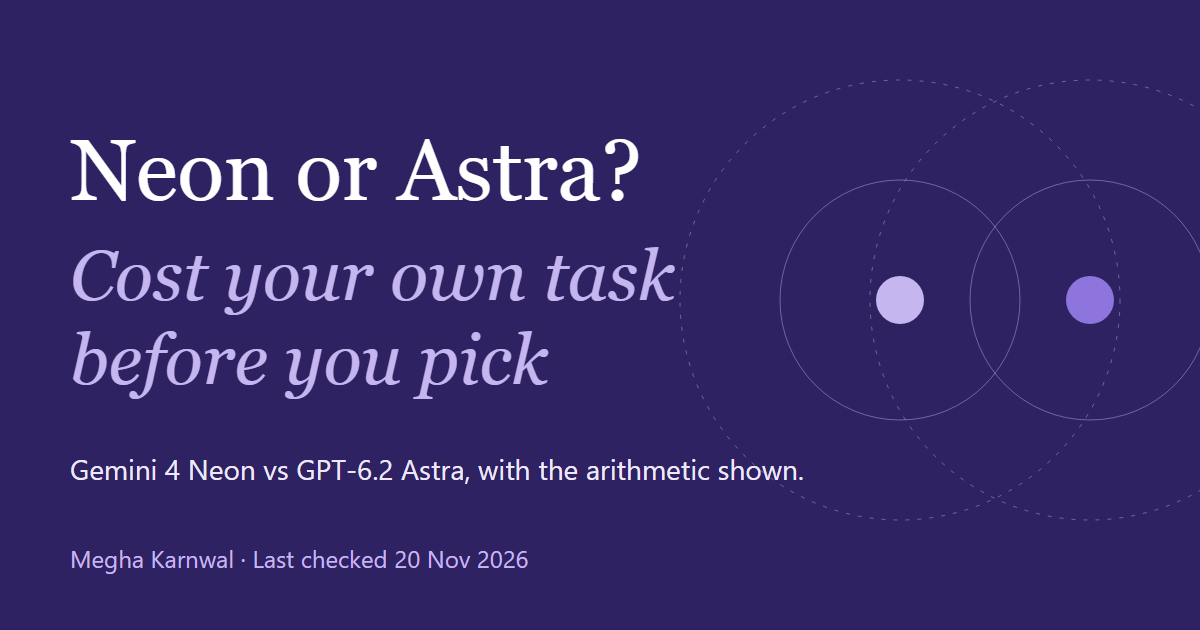 Neon or Astra?
Cost your own task
before you pick
Gemini 4 Neon vs GPT-6.2 Astra, with the arithmetic shown.
Megha Karnwal · Last checked 20 Nov 2026